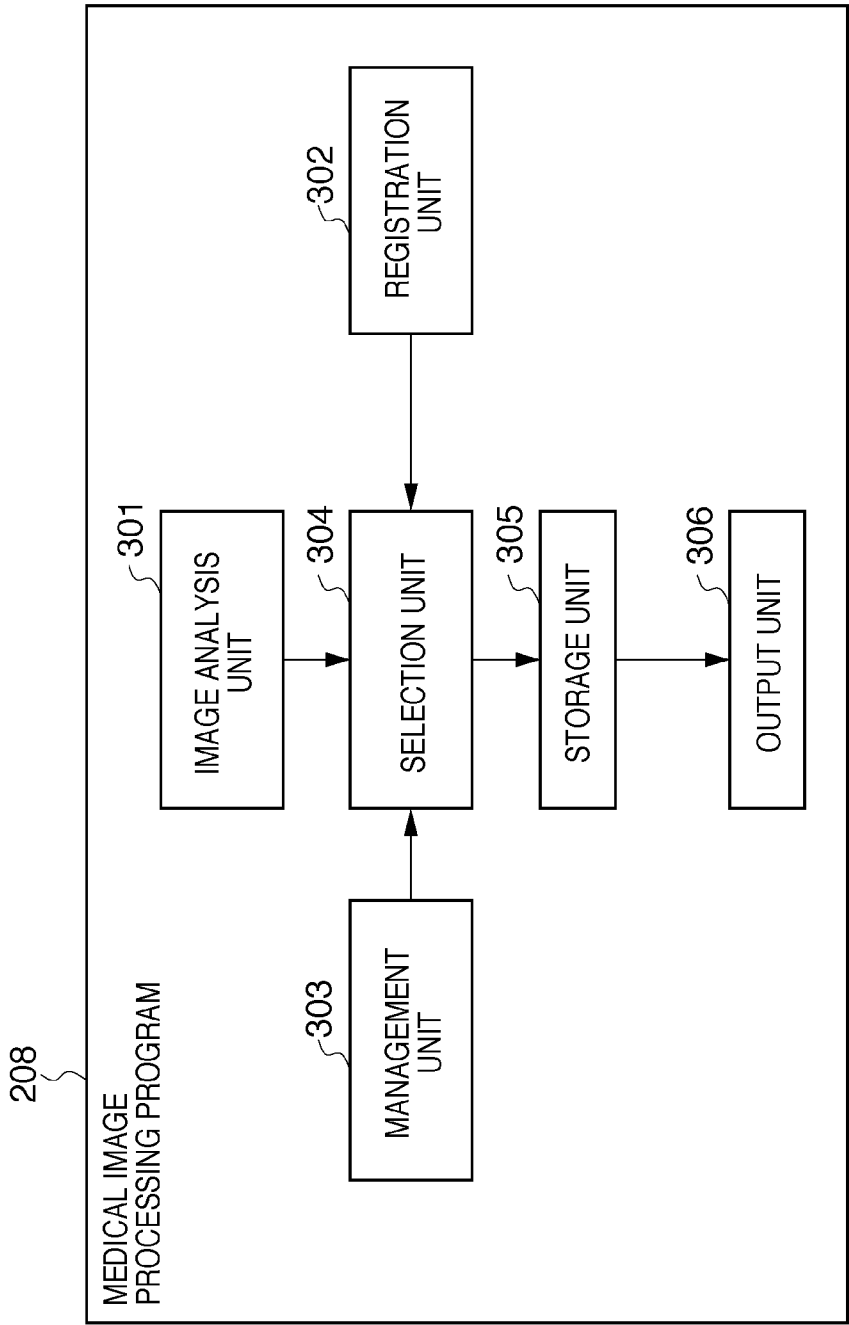 208
MEDICAL IMAGE
PROCESSING PROGRAM
301
IMAGE ANALYSIS
UNIT
303
MANAGEMENT
UNIT
304
SELECTION UNIT
302
REGISTRATION
UNIT
305
STORAGE UNIT
306
OUTPUT UNIT